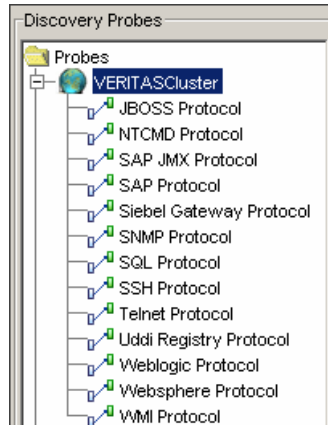 Discovery Probes
Probes
VERITASCluster
JBOSS Protocol
NTCMD Protocol
SAP JMX Protocol
SAP Protocol
Siebel Gateway Protocol
SNMP Protocol
SQL Protocol
SSH Protocol
Telnet Protocol
Uddi Registry Protocol
Weblogic Protocol
Websphere Protocol
WMI Protocol